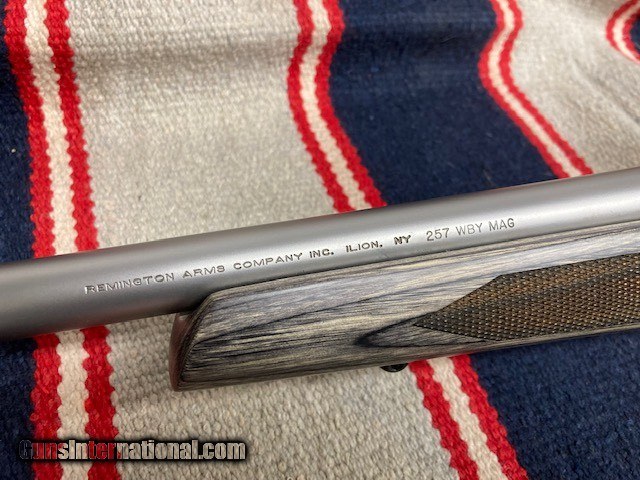 REMINGTON ARMS COMPANY INC. ILION, NY 257 WBY MAG
GunsInternational.com